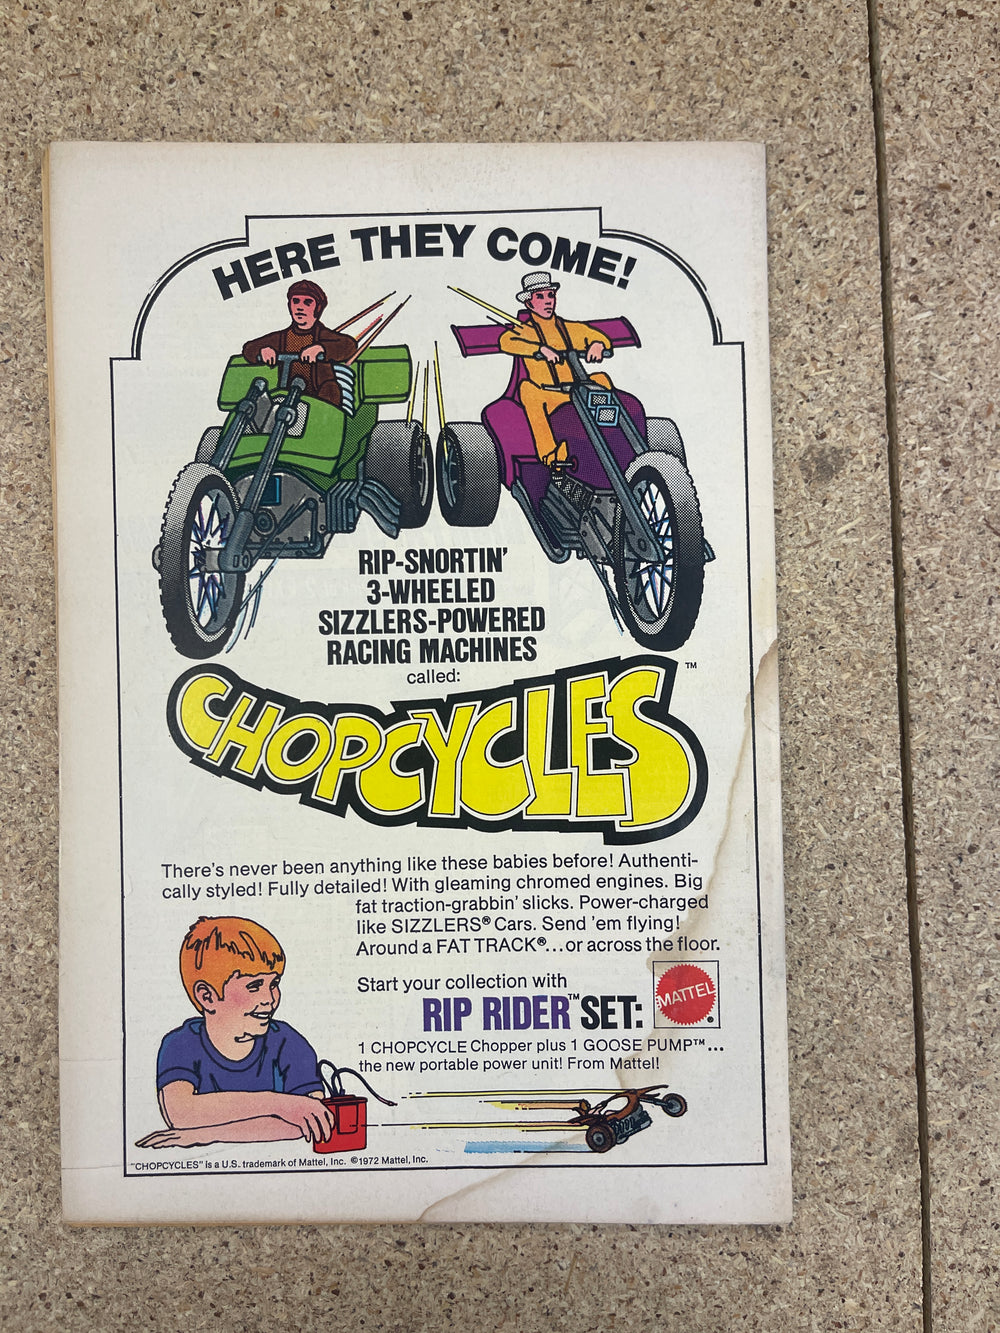 HERE THEY COME!
RIP-SNORTIN'
3-WHEELED
SIZZLERS-POWERED
RACING MACHINES
called:
CHOPCYCLES™
There's never been anything like these babies before! Authenti-
cally styled! Fully detailed! With gleaming chromed engines. Big
fat traction-grabbin' slicks. Power-charged
like SIZZLERS® Cars. Send 'em flying!
Around a FAT TRACK®...or across the floor.
Start your collection with
RIP RIDER™ SET:
MATTEL
1 CHOPCYCLE Chopper plus 1 GOOSE PUMP™...
the new portable power unit! From Mattel!
"CHOPCYCLES" is a U.S. trademark of Mattel, Inc. ©1972 Mattel, Inc.